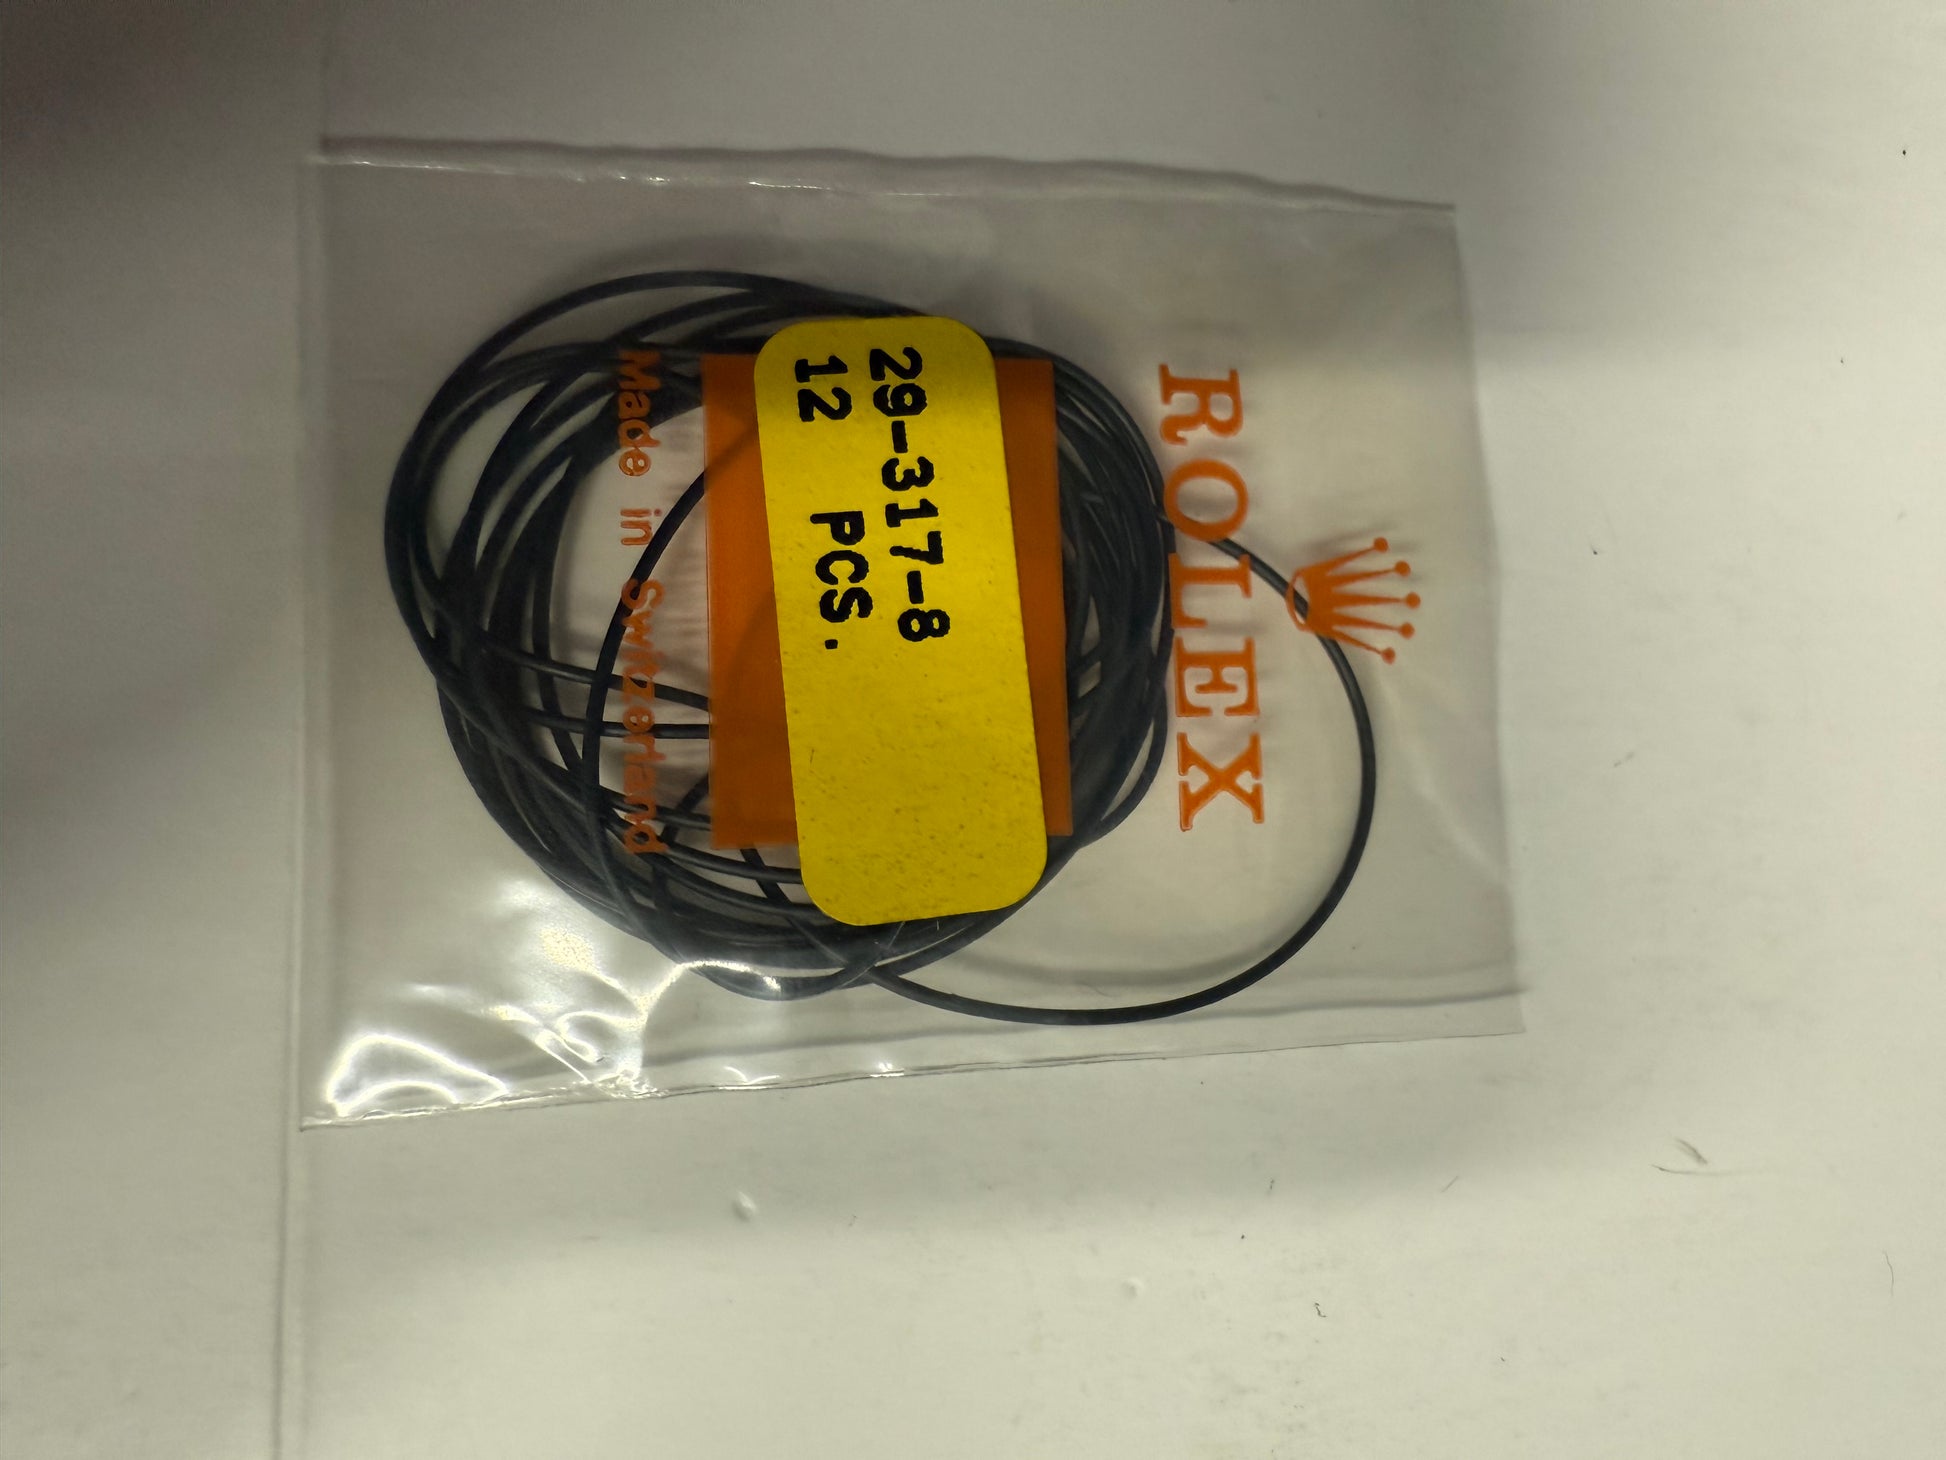 ROLEX
29-317-8
12 PCS.
Made in Switzerland